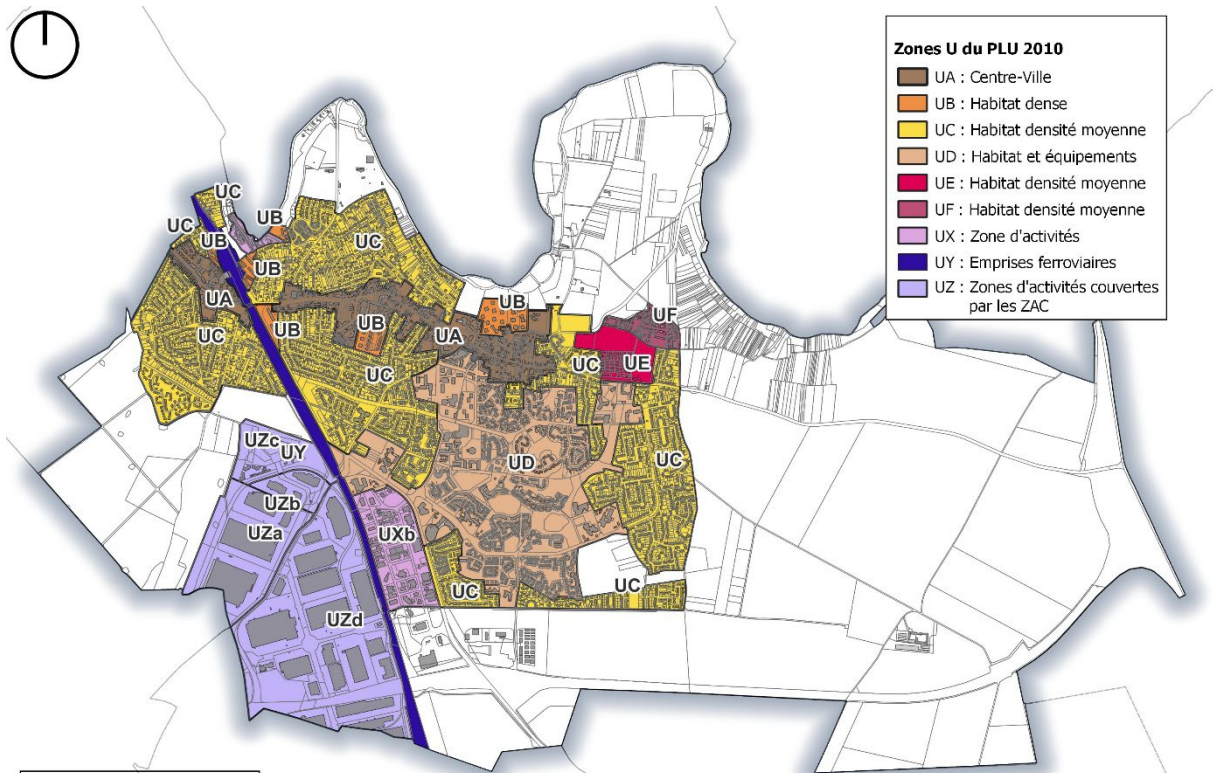 Zones U du PLU 2010
UA : Centre-Ville
UB : Habitat dense
UC : Habitat densité moyenne
UD : Habitat et équipements
UE : Habitat densité moyenne
UF : Habitat densité moyenne
UX : Zone d'activités
UY : Emprises ferroviaires
UZ : Zones d'activités couvertes
par les ZAC
UC
UC
UB
UB
UC
UB
UA
UB
UB
UB
UC
UA
UF
UC
UC
UE
UD
UC
UZc
UY
UZb
UZa
UXb
UZd
UC
UC